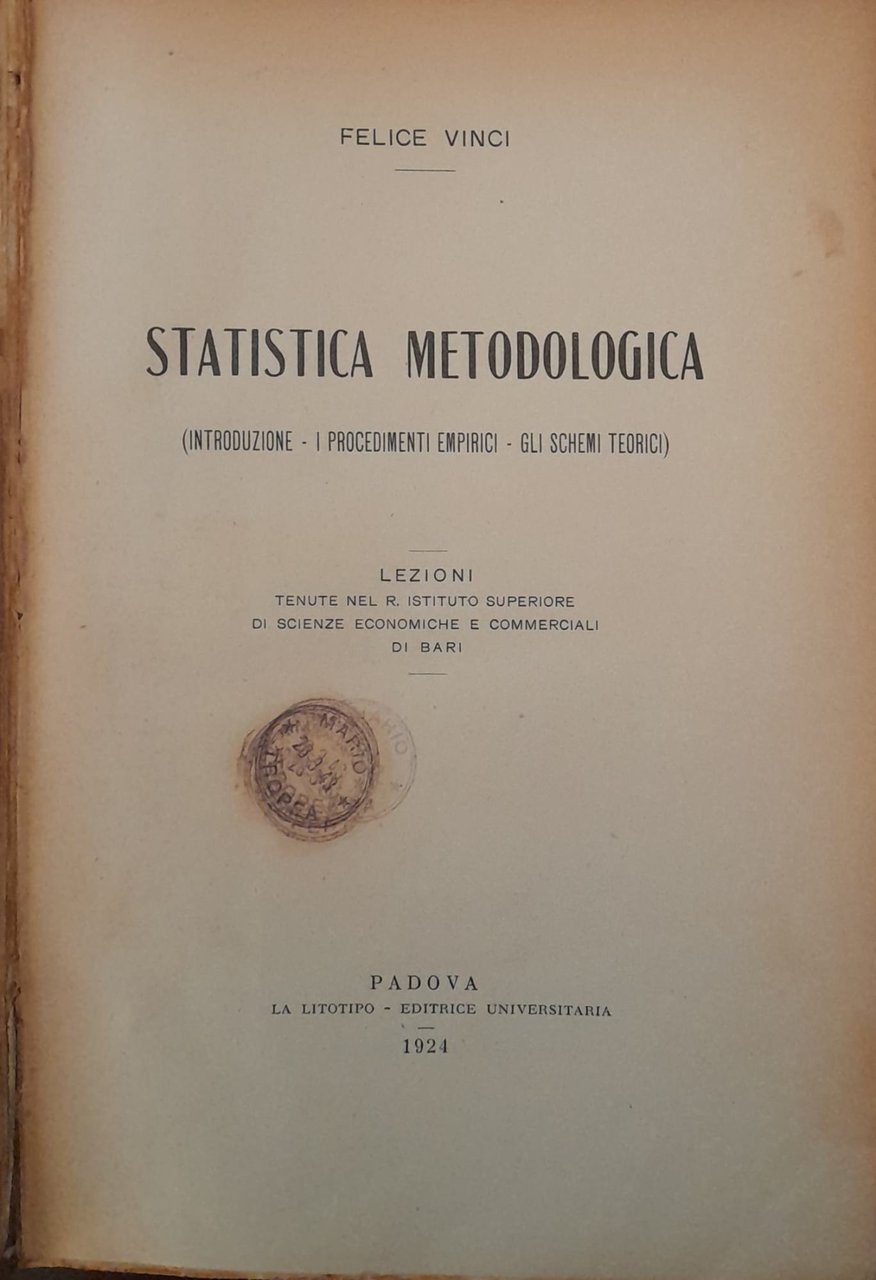 FELICE VINCI
STATISTICA METODOLOGICA
(INTRODUZIONE - I PROCEDIMENTI EMPIRICI - GLI SCHEMI TEORICI)
LEZIONI
TENUTE NEL R. ISTITUTO SUPERIORE
DI SCIENZE ECONOMICHE E COMMERCIALI
DI BARI
MARIO
PADOVA
LA LITOTIPO - EDITRICE UNIVERSITARIA
1924